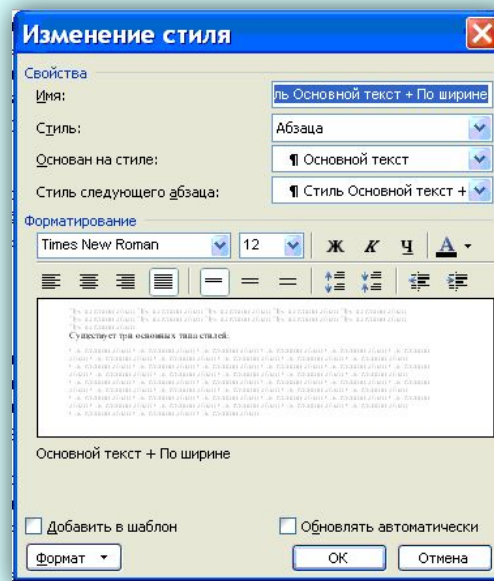 Изменение стиля
Свойства
Имя:
ль Основной текст + По ширине
Стиль:
Абзаца
Основан на стиле:
¶ Основной текст
Стиль следующего абзаца:
¶ Стиль Основной текст +
Форматирование
Times New Roman
12
Ж К Ч А
Существует три основных типа стилей:
Основной текст + По ширине
Добавить в шаблон
Обновлять автоматически
Формат
ОК
Отмена